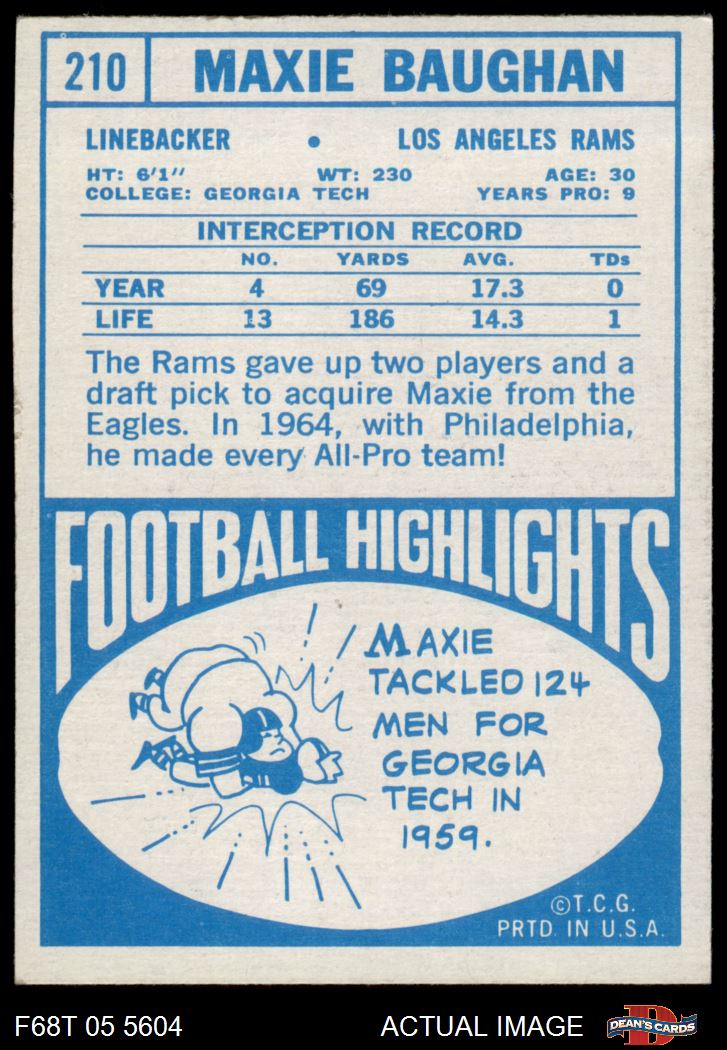 210 MAXIE BAUGHAN
LINEBACKER • LOS ANGELES RAMS
HT: 6'1" WT: 230 AGE: 30
COLLEGE: GEORGIA TECH YEARS PRO: 9
INTERCEPTION RECORD
NO. YARDS AVG. TDs
YEAR 4 69 17.3 0
LIFE 13 186 14.3 1
The Rams gave up two players and a
draft pick to acquire Maxie from the
Eagles. In 1964, with Philadelphia,
he made every All-Pro team!
FOOTBALL HIGHLIGHTS
MAXIE
TACKLED 124
MEN FOR
GEORGIA
TECH IN
1959.
©T.C.G.
PRTD. IN U.S.A.
F68T 05 5604 ACTUAL IMAGE
D
DEAN'S CARDS